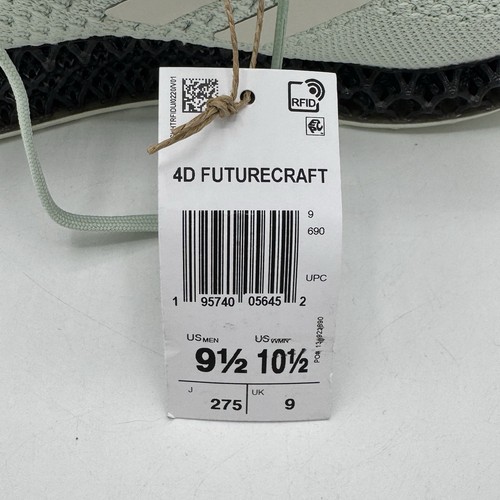 RFID
4D FUTURECRAFT
9
690
UPC
1 95740 05645 2
US MEN US WMN
9½ 10½
J 275 UK 9